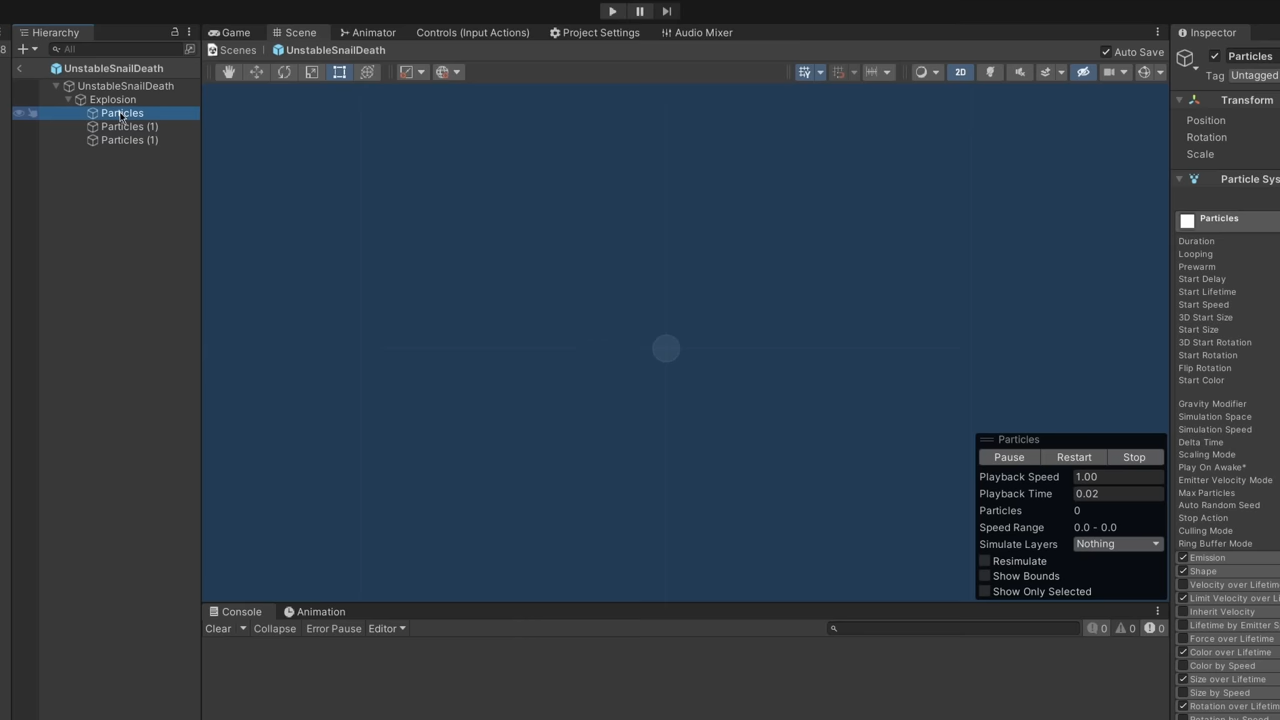 Hierarchy
Game
Scene
Animator
Controls (Input Actions)
Project Settings
Audio Mixer
Inspector
8
All
Scenes
UnstableSnailDeath
Auto Save
Particles
Tag Untagged
UnstableSnailDeath
2D
UnstableSnailDeath
Explosion
Particles
Particles (1)
Particles (1)
Transform
Position
Rotation
Scale
Particle Sys
Particles
Duration
Looping
Prewarm
Start Delay
Start Lifetime
Start Speed
3D Start Size
Start Size
3D Start Rotation
Start Rotation
Flip Rotation
Start Color
Gravity Modifier
Simulation Space
Simulation Speed
Delta Time
Scaling Mode
Play On Awake*
Emitter Velocity Mode
Max Particles
Auto Random Seed
Stop Action
Culling Mode
Ring Buffer Mode
Emission
Shape
Velocity over Lifetim
Limit Velocity over Li
Inherit Velocity
Lifetime by Emitter S
Force over Lifetime
Color over Lifetime
Color by Speed
Size over Lifetime
Size by Speed
Rotation over Lifetim
Rotation by Speed
Particles
Pause Restart Stop
Playback Speed 1.00
Playback Time 0.02
Particles 0
Speed Range 0.0 - 0.0
Simulate Layers Nothing
Resimulate
Show Bounds
Show Only Selected
Console
Animation
Clear Collapse Error Pause Editor
0 0 0